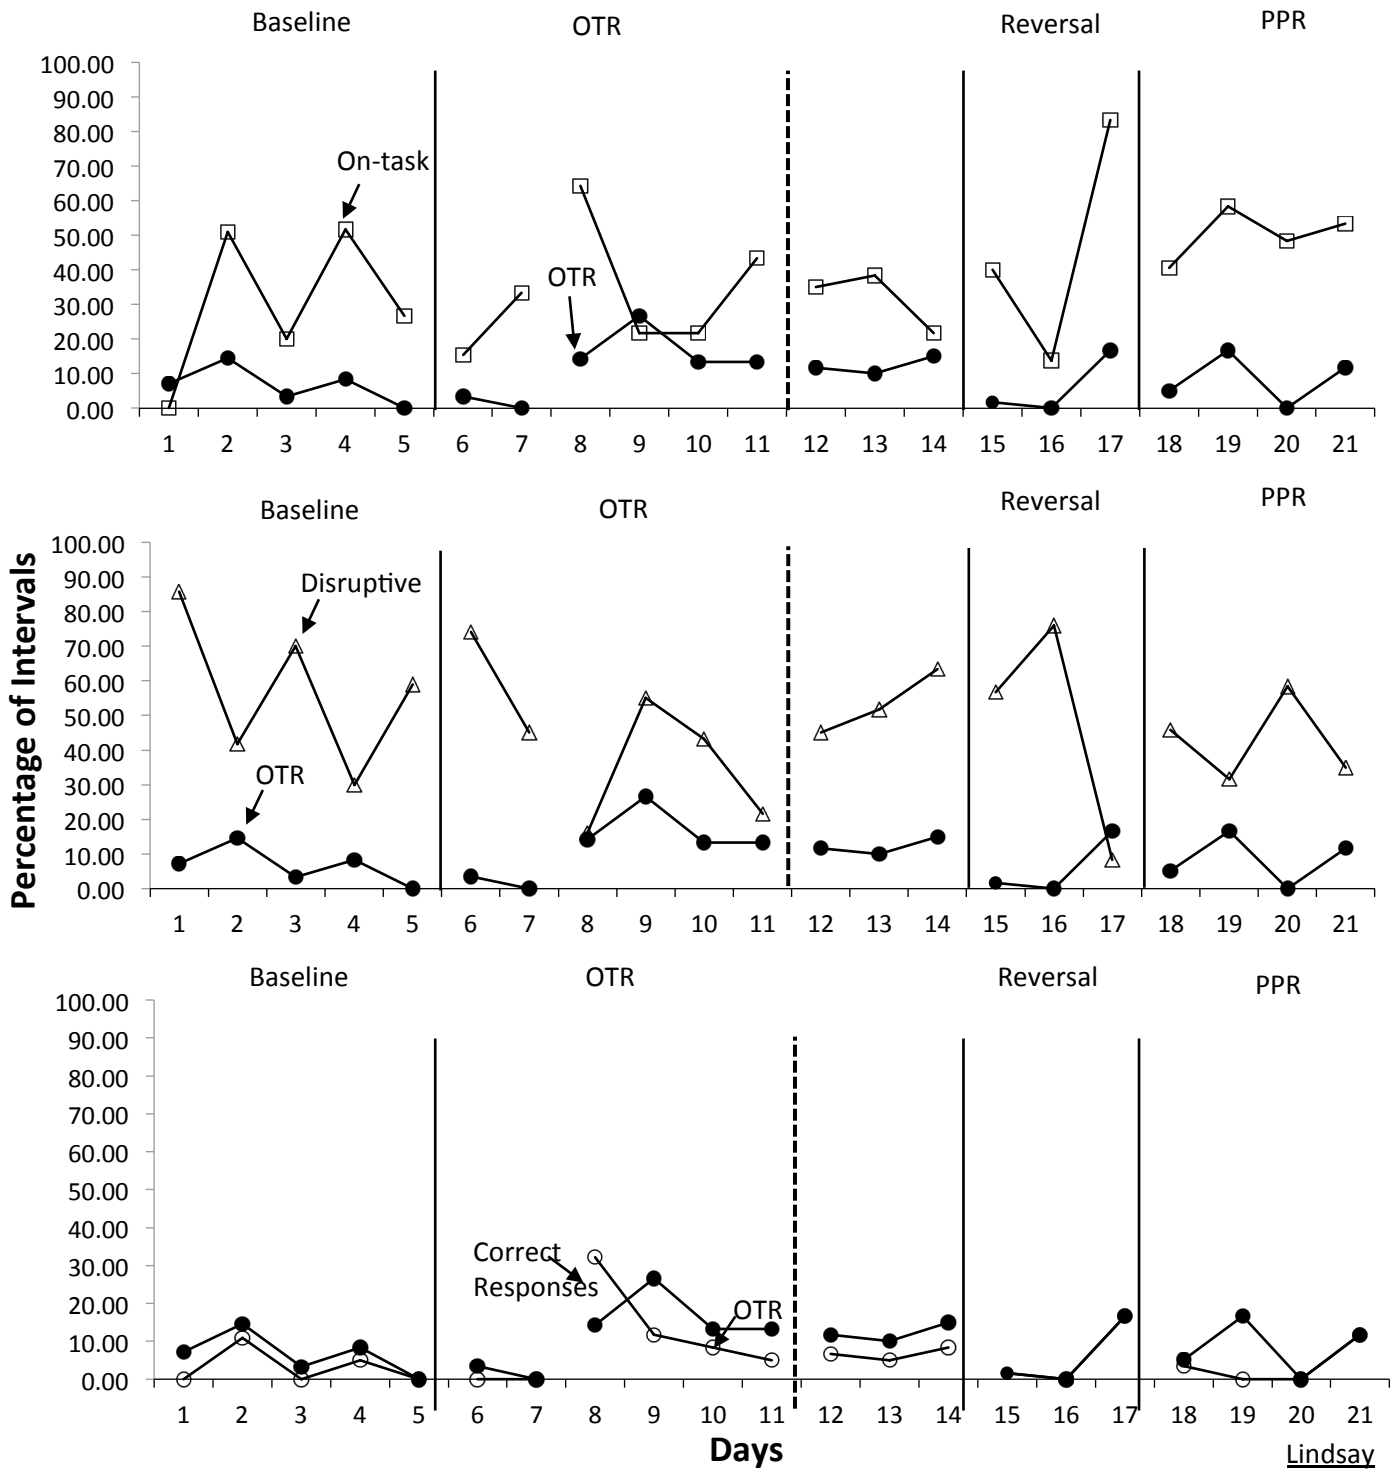 Baseline OTR Reversal PPR
100.00
90.00
80.00
70.00
60.00
50.00
40.00
30.00
20.00
10.00
0.00
On-task
OTR
1 2 3 4 5 6 7 8 9 10 11 12 13 14 15 16 17 18 19 20 21
Percentage of Intervals
Baseline OTR Reversal PPR
100.00
90.00
80.00
70.00
60.00
50.00
40.00
30.00
20.00
10.00
0.00
Disruptive
OTR
1 2 3 4 5 6 7 8 9 10 11 12 13 14 15 16 17 18 19 20 21
Baseline OTR Reversal PPR
100.00
90.00
80.00
70.00
60.00
50.00
40.00
30.00
20.00
10.00
0.00
Correct
Responses
OTR
1 2 3 4 5 6 7 8 9 10 11 12 13 14 15 16 17 18 19 20 21
Days
Lindsay